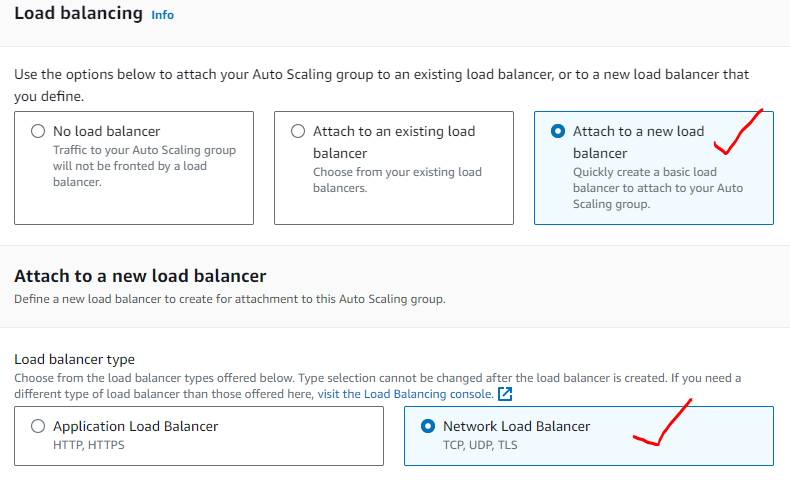 Load balancing Info
Use the options below to attach your Auto Scaling group to an existing load balancer, or to a new load balancer that
you define.
No load balancer
Traffic to your Auto Scaling group
will not be fronted by a load
balancer.
Attach to an existing load
balancer
Choose from your existing load
balancers.
Attach to a new load
balancer
Quickly create a basic load
balancer to attach to your Auto
Scaling group.
Attach to a new load balancer
Define a new load balancer to create for attachment to this Auto Scaling group.
Load balancer type
Choose from the load balancer types offered below. Type selection cannot be changed after the load balancer is created. If you need a
different type of load balancer than those offered here, visit the Load Balancing console.
Application Load Balancer
HTTP, HTTPS
Network Load Balancer
TCP, UDP, TLS